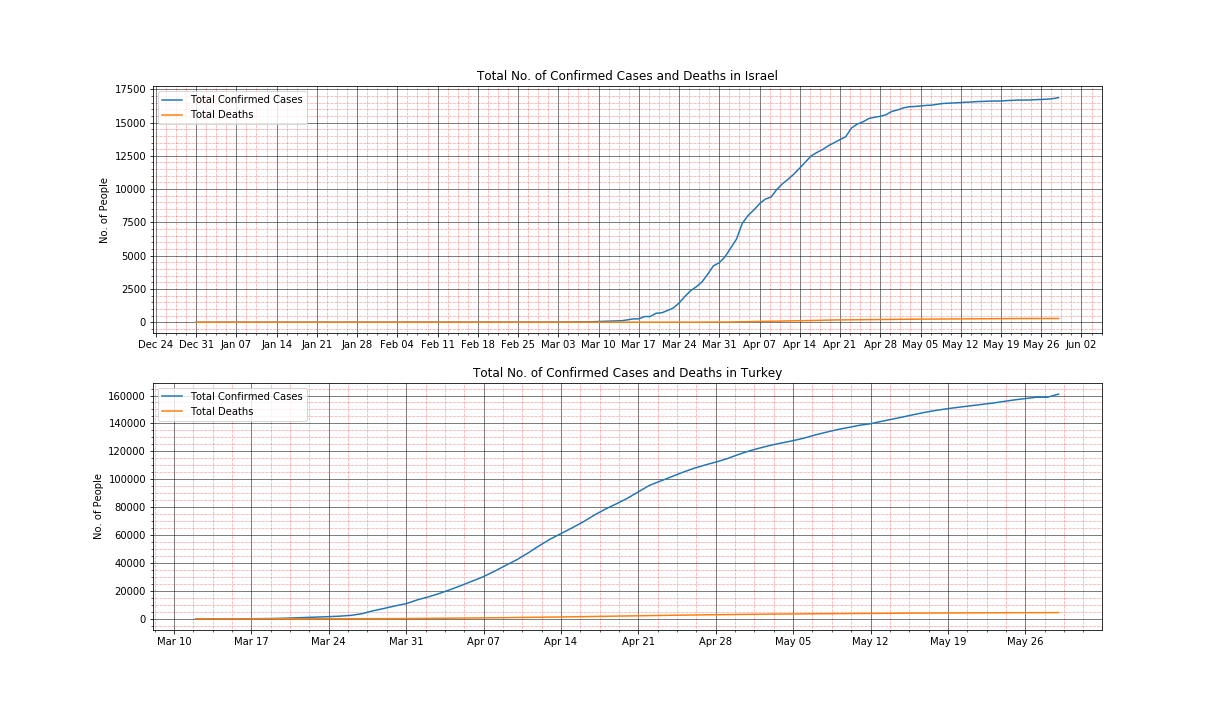 Total No. of Confirmed Cases and Deaths in Israel
17500
15000
12500
10000
7500
5000
2500
0
No. of People
Total Confirmed Cases
Total Deaths
Dec 24 Dec 31 Jan 07 Jan 14 Jan 21 Jan 28 Feb 04 Feb 11 Feb 18 Feb 25 Mar 03 Mar 10 Mar 17 Mar 24 Mar 31 Apr 07 Apr 14 Apr 21 Apr 28 May 05 May 12 May 19 May 26 Jun 02
Total No. of Confirmed Cases and Deaths in Turkey
160000
140000
120000
100000
80000
60000
40000
20000
0
No. of People
Total Confirmed Cases
Total Deaths
Mar 10 Mar 17 Mar 24 Mar 31 Apr 07 Apr 14 Apr 21 Apr 28 May 05 May 12 May 19 May 26